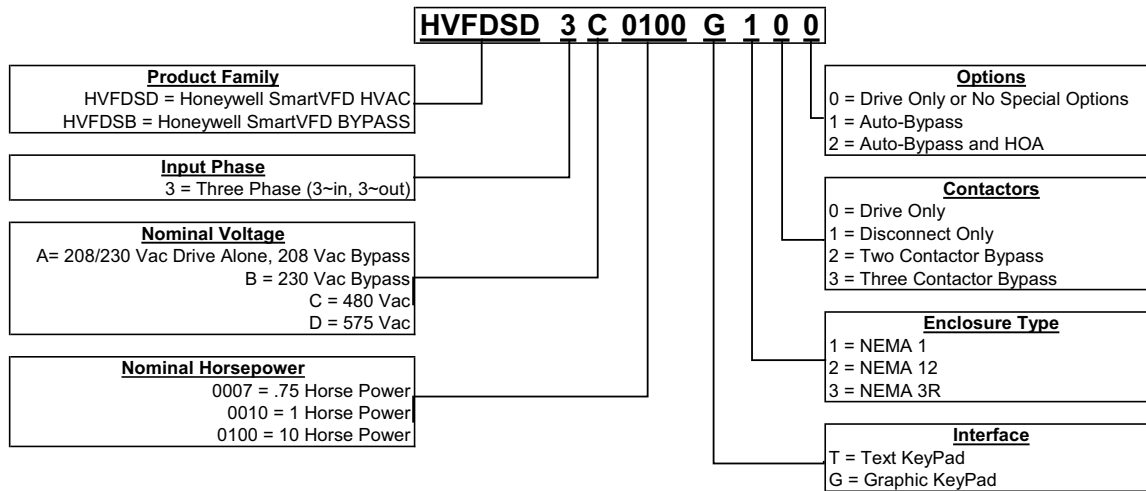 HVFDSD 3 C 0100 G 1 0 0
Product Family
HVFDSD = Honeywell SmartVFD HVAC
HVFDSB = Honeywell SmartVFD BYPASS
Input Phase
3 = Three Phase (3~in, 3~out)
Nominal Voltage
A= 208/230 Vac Drive Alone, 208 Vac Bypass
B = 230 Vac Bypass
C = 480 Vac
D = 575 Vac
Nominal Horsepower
0007 = .75 Horse Power
0010 = 1 Horse Power
0100 = 10 Horse Power
Options
0 = Drive Only or No Special Options
1 = Auto-Bypass
2 = Auto-Bypass and HOA
Contactors
0 = Drive Only
1 = Disconnect Only
2 = Two Contactor Bypass
3 = Three Contactor Bypass
Enclosure Type
1 = NEMA 1
2 = NEMA 12
3 = NEMA 3R
Interface
T = Text KeyPad
G = Graphic KeyPad